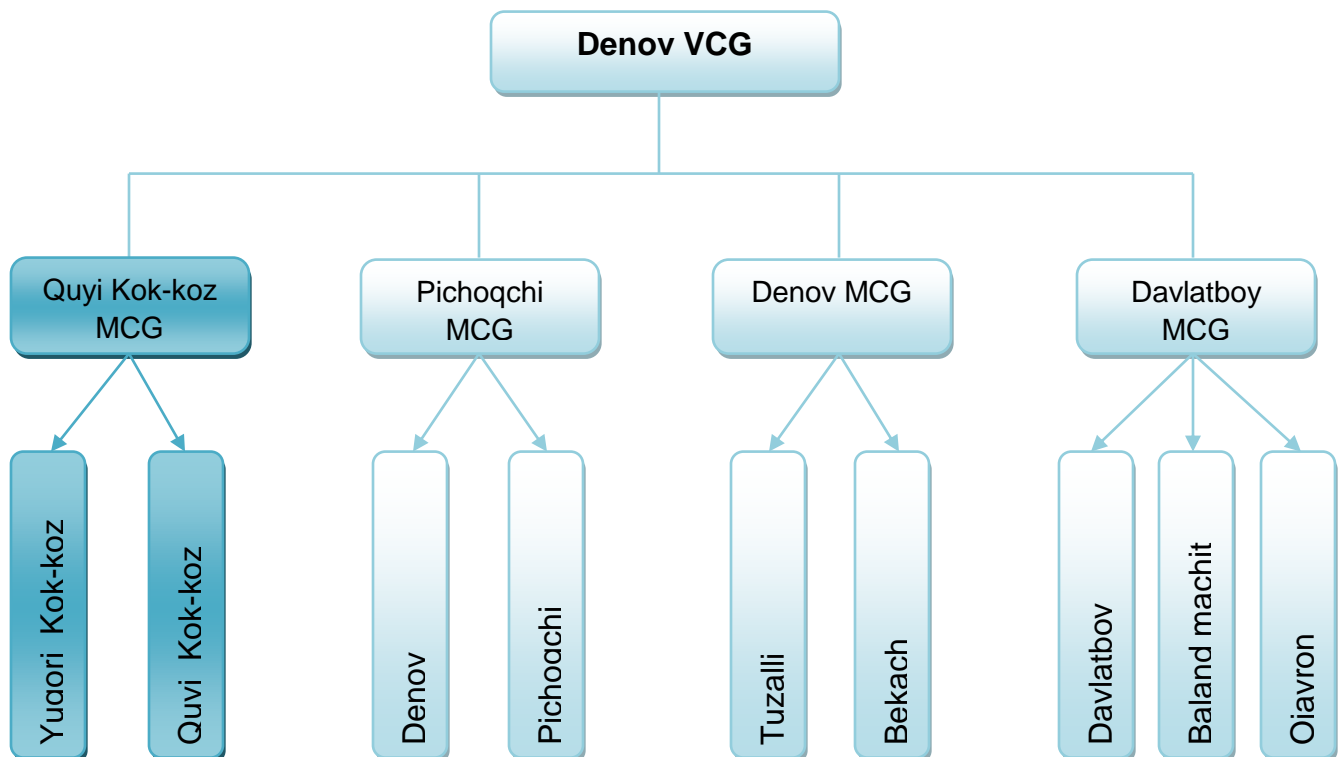 Denov VCG
Quyi Kok-koz
MCG
Pichoqchi
MCG
Denov MCG
Davlatboy
MCG
Yuqori Kok-koz
Quyi Kok-koz
Denov
Pichoqchi
Tuzalli
Bekach
Davlatboy
Baland machit